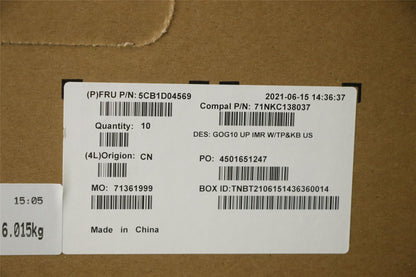 (P)FRU P/N: 5CB1D04569
2021-06-15 14:36:37
Compal P/N: 71NKC138037
Quantity: 10
DES: GOG10 UP IMR W/TP&KB US
(4L)Origion: CN
PO: 4501651247
MO: 71361999
BOX ID:TNBT2106151436360014
Made in China
15:05
6.015kg